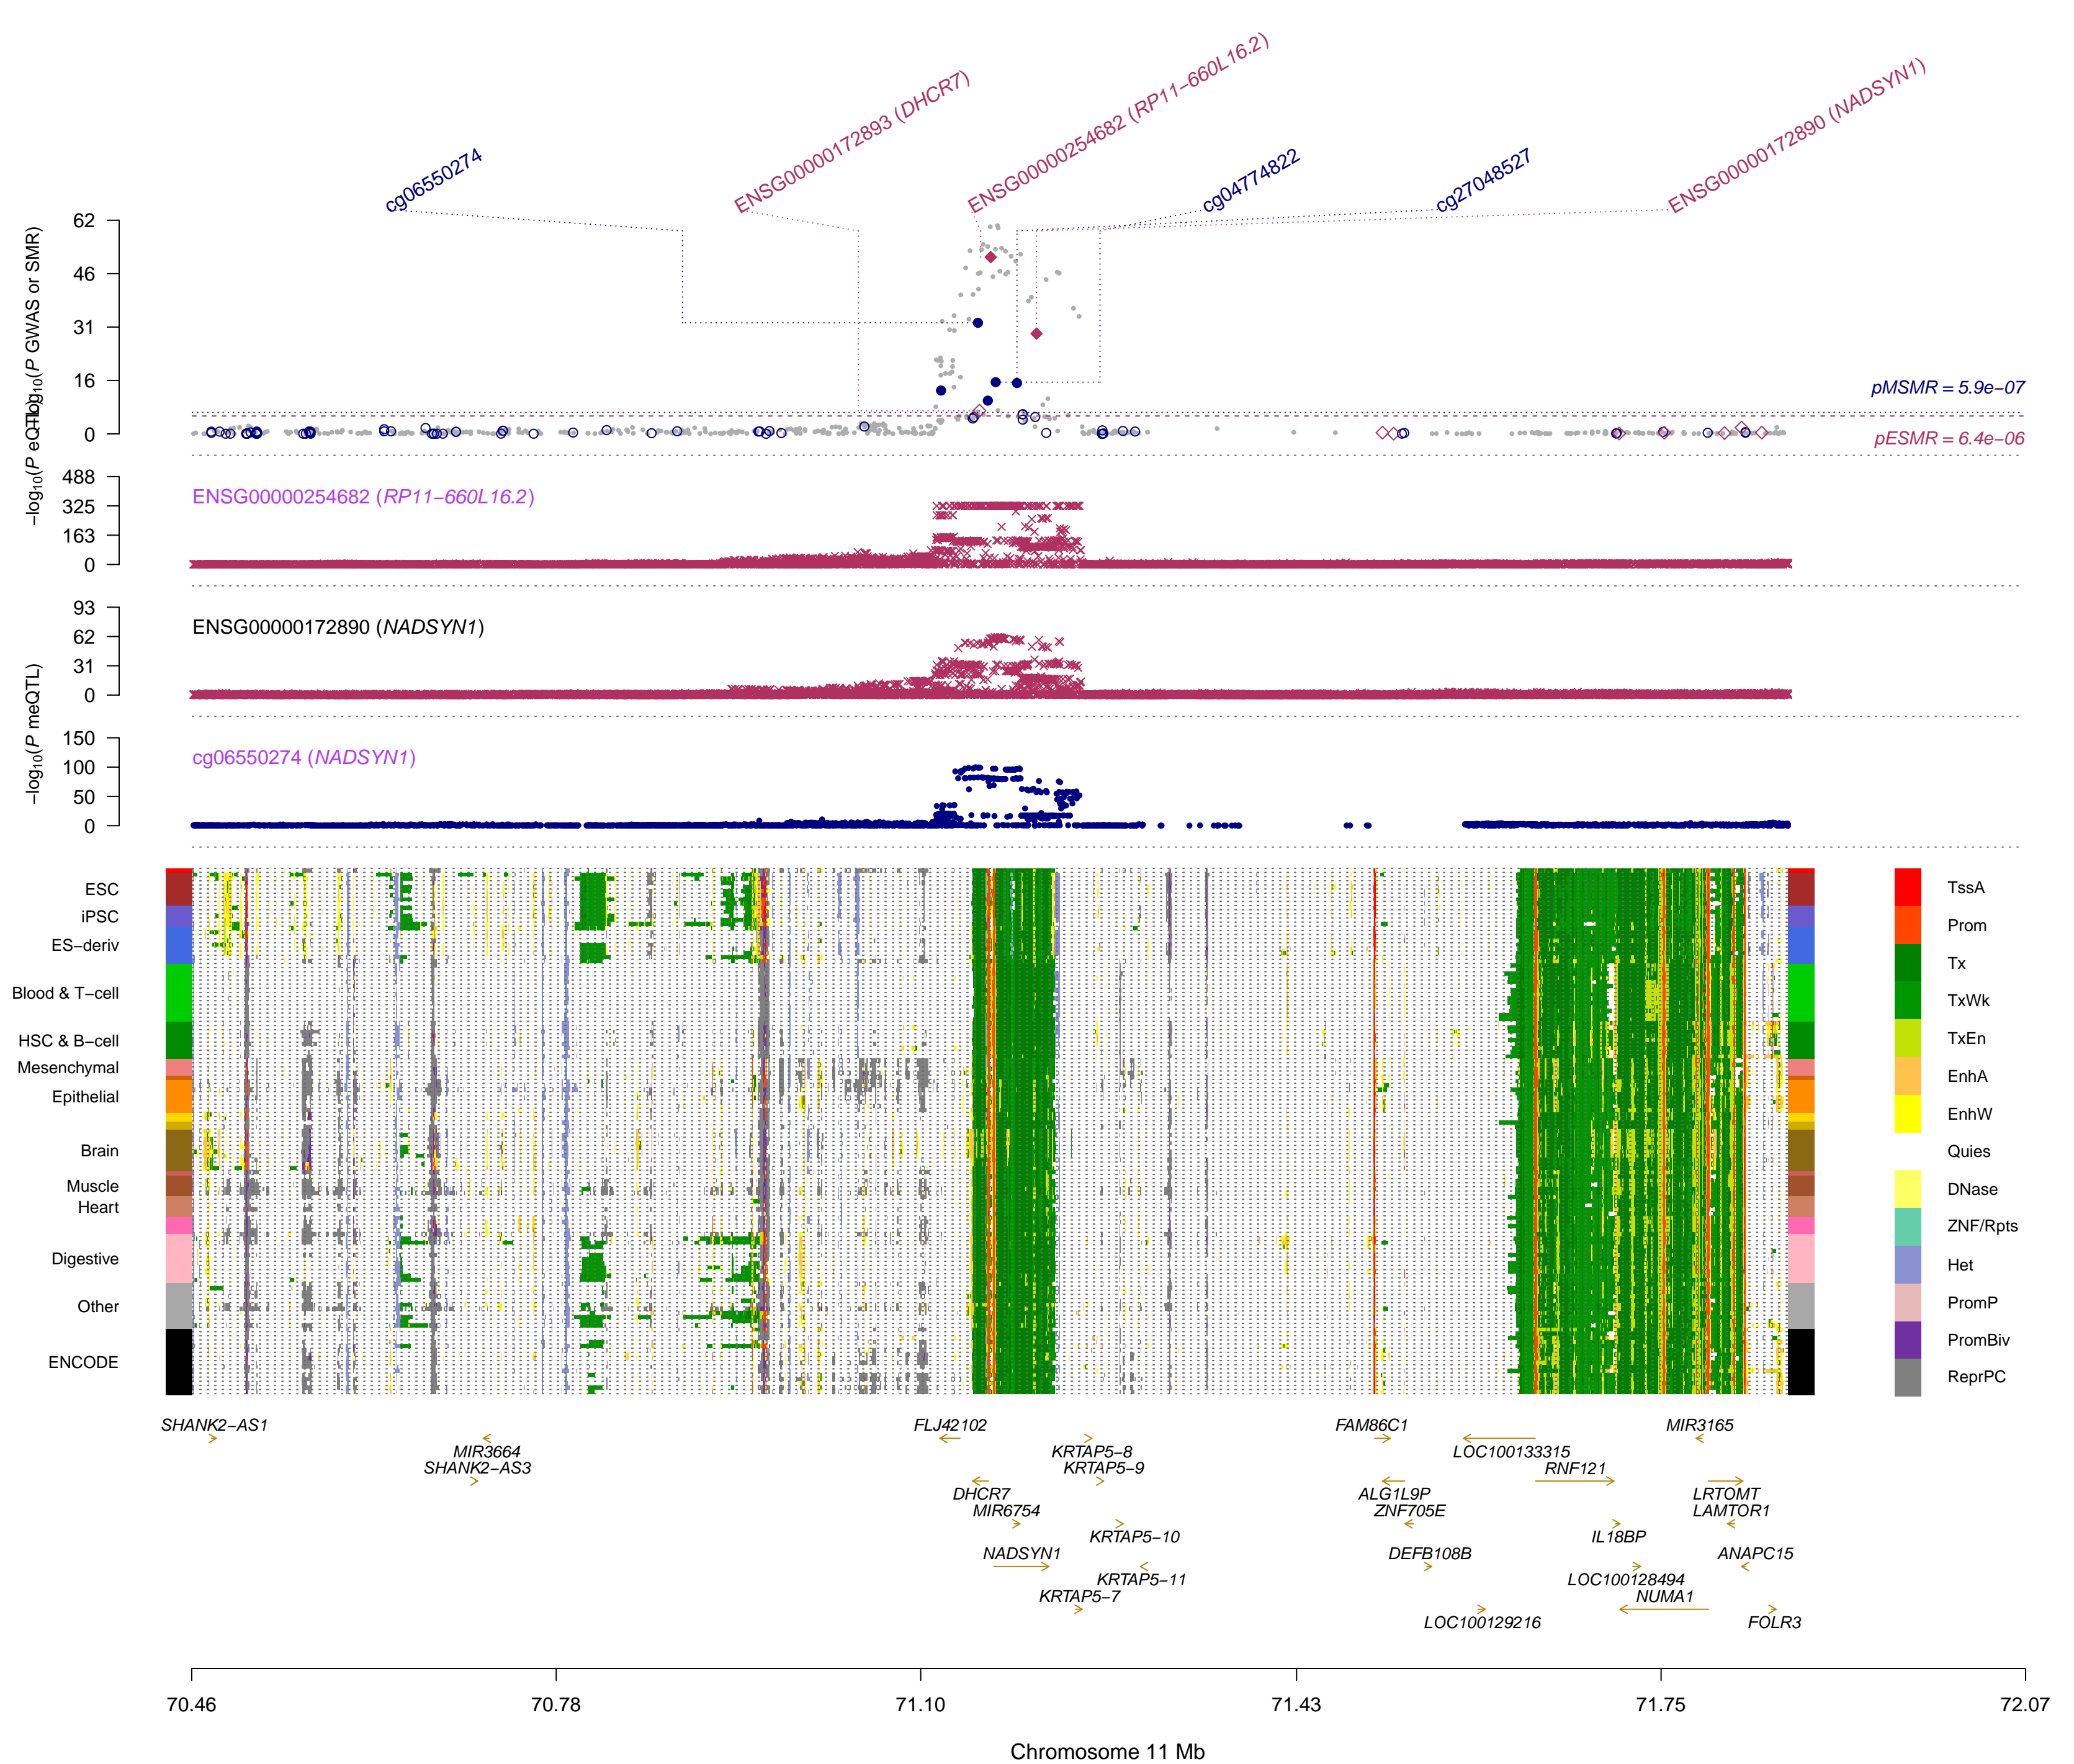 ENSG00000254682 (RP11−660L16.2)
ENSG00000172890 (NADSYN1)
ENSG00000172893 (DHCR7)
cg06550274
cg04774822
cg27048527
−log10(P GWAS or SMR)
62
46
31
16
0
pMSMR = 5.9e−07
pESMR = 6.4e−06
−log10(P eQTL)
488
325
163
0
ENSG00000254682 (RP11−660L16.2)
93
62
31
0
ENSG00000172890 (NADSYN1)
−log10(P meQTL)
150
100
50
0
cg06550274 (NADSYN1)
ESC
iPSC
ES−deriv
Blood & T−cell
HSC & B−cell
Mesenchymal
Epithelial
Brain
Muscle
Heart
Digestive
Other
ENCODE
TssA
Prom
Tx
TxWk
TxEn
EnhA
EnhW
Quies
DNase
ZNF/Rpts
Het
PromP
PromBiv
ReprPC
SHANK2−AS1
FLJ42102
FAM86C1
MIR3165
MIR3664
KRTAP5−8
LOC100133315
SHANK2−AS3
KRTAP5−9
RNF121
DHCR7
ALG1L9P
LRTOMT
MIR6754
ZNF705E
LAMTOR1
KRTAP5−10
IL18BP
NADSYN1
DEFB108B
ANAPC15
KRTAP5−11
LOC100128494
KRTAP5−7
NUMA1
LOC100129216
FOLR3
70.46 70.78 71.10 71.43 71.75 72.07
Chromosome 11 Mb